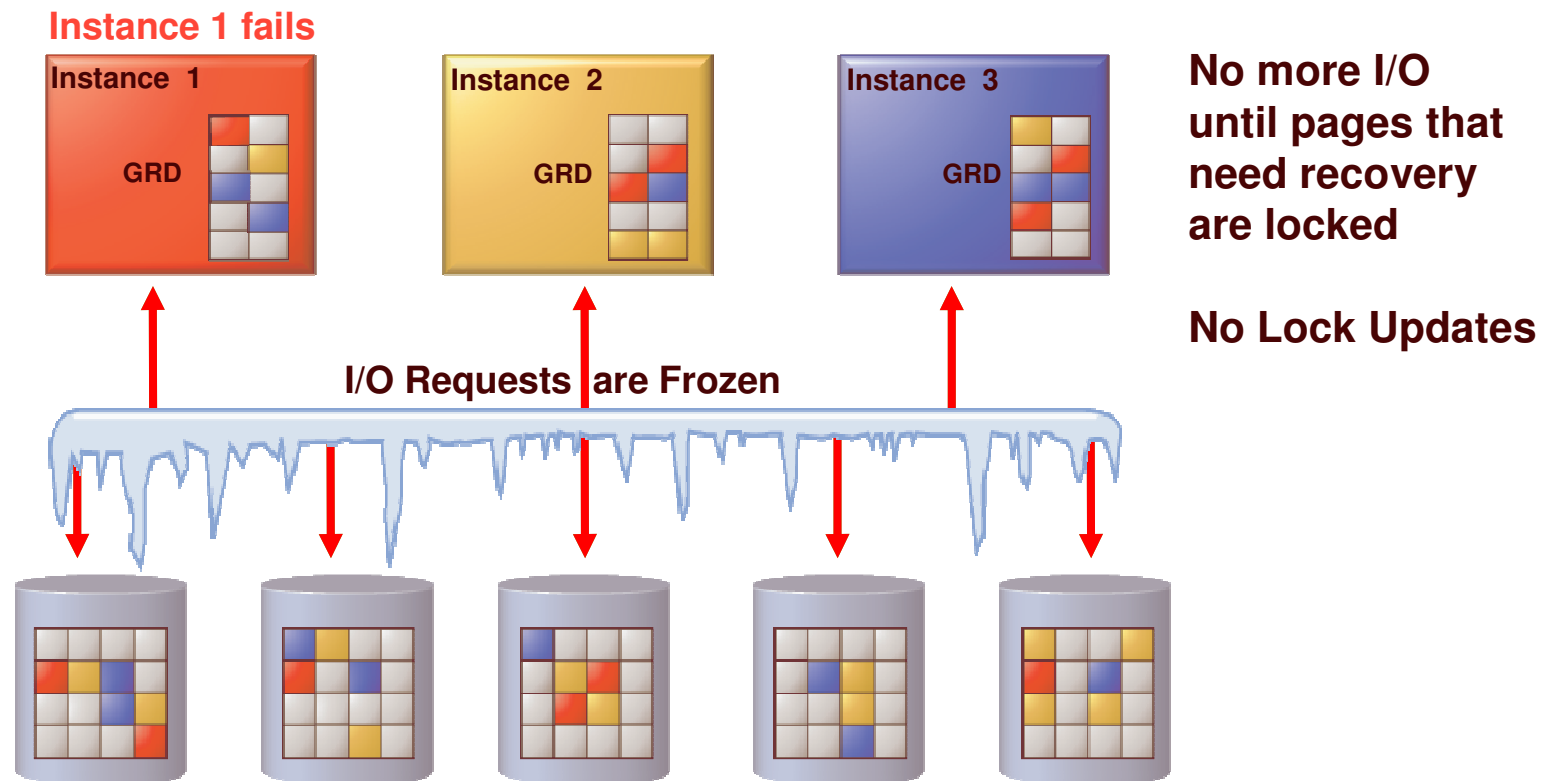 Instance 1 fails
Instance 1
GRD
Instance 2
GRD
Instance 3
GRD
No more I/O
until pages that
need recovery
are locked
No Lock Updates
I/O Requests are Frozen